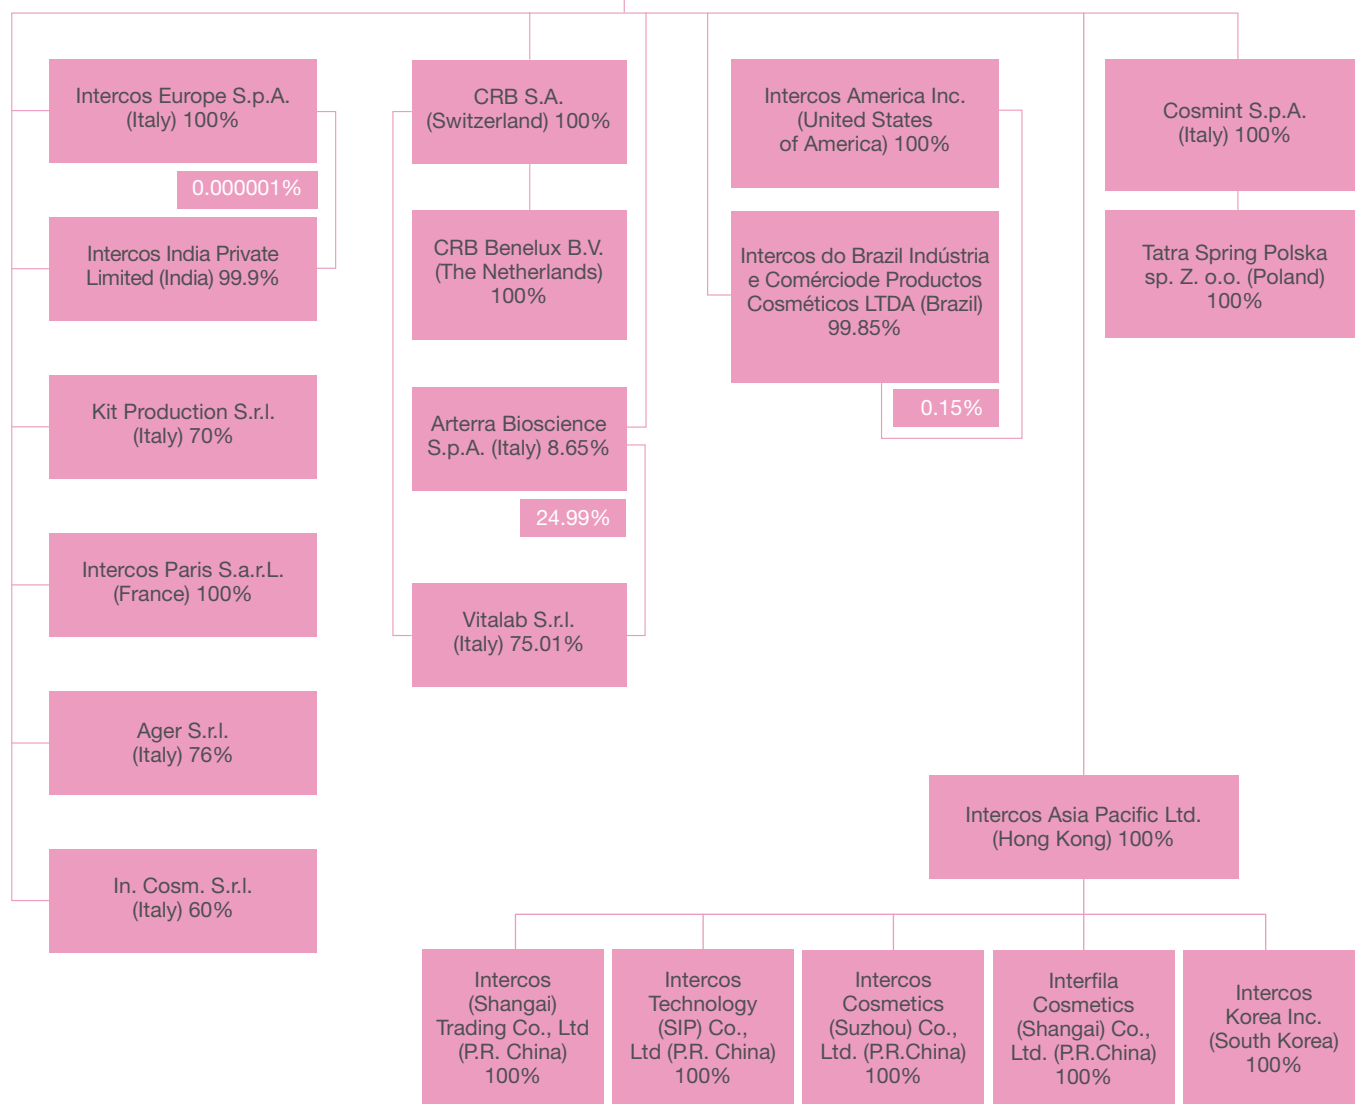 Intercos Europe S.p.A.
(Italy) 100%
0.000001%
Intercos India Private
Limited (India) 99.9%
Kit Production S.r.l.
(Italy) 70%
Intercos Paris S.a.r.L.
(France) 100%
Ager S.r.l.
(Italy) 76%
In. Cosm. S.r.l.
(Italy) 60%
CRB S.A.
(Switzerland) 100%
CRB Benelux B.V.
(The Netherlands)
100%
Arterra Bioscience
S.p.A. (Italy) 8.65%
24.99%
Vitalab S.r.l.
(Italy) 75.01%
Intercos America Inc.
(United States
of America) 100%
Intercos do Brazil Indústria
e Comérciode Productos
Cosméticos LTDA (Brazil)
99.85%
0.15%
Cosmint S.p.A.
(Italy) 100%
Tatra Spring Polska
sp. Z. o.o. (Poland)
100%
Intercos Asia Pacific Ltd.
(Hong Kong) 100%
Intercos
(Shangai)
Trading Co., Ltd
(P.R. China)
100%
Intercos
Technology
(SIP) Co.,
Ltd (P.R. China)
100%
Intercos
Cosmetics
(Suzhou) Co.,
Ltd. (P.R.China)
100%
Interfila
Cosmetics
(Shangai) Co.,
Ltd. (P.R.China)
100%
Intercos
Korea Inc.
(South Korea)
100%